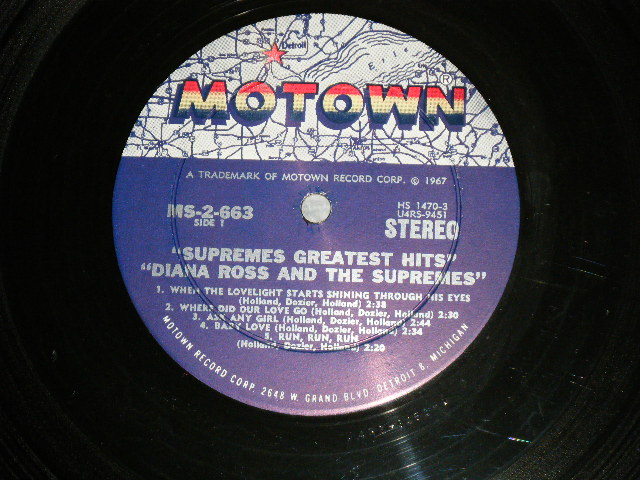 Detroit
ERIE
MOTOWN®
A TRADEMARK OF MOTOWN RECORD CORP. © 1967
MS-2-663
SIDE 1
HS 1470-3
U4RS-9451
STEREO
"SUPREMES GREATEST HITS"
"DIANA ROSS AND THE SUPREMES"
1. WHEN THE LOVELIGHT STARTS SHINING THROUGH HIS EYES
(Holland, Dozier, Holland) 2:38
2. WHERE DID OUR LOVE GO (Holland, Dozier, Holland) 2:30
3. ASK ANY GIRL (Holland, Dozier, Holland) 2:44
4. BABY LOVE (Holland, Dozier, Holland) 2:34
5. RUN, RUN, RUN
(Holland, Dozier, Holland) 2:20
MOTOWN RECORD CORP. 2648 W. GRAND BLVD. DETROIT 8, MICHIGAN